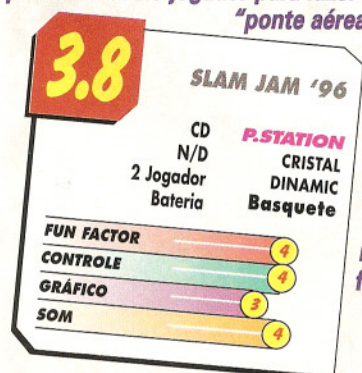 "ponte aérea
3.8
SLAM JAM '96
CD P.STATION
N/D CRISTAL
2 Jogador DINAMIC
Bateria Basquete
FUN FACTOR 4
CONTROLE 4
GRÁFICO 3
SOM 4